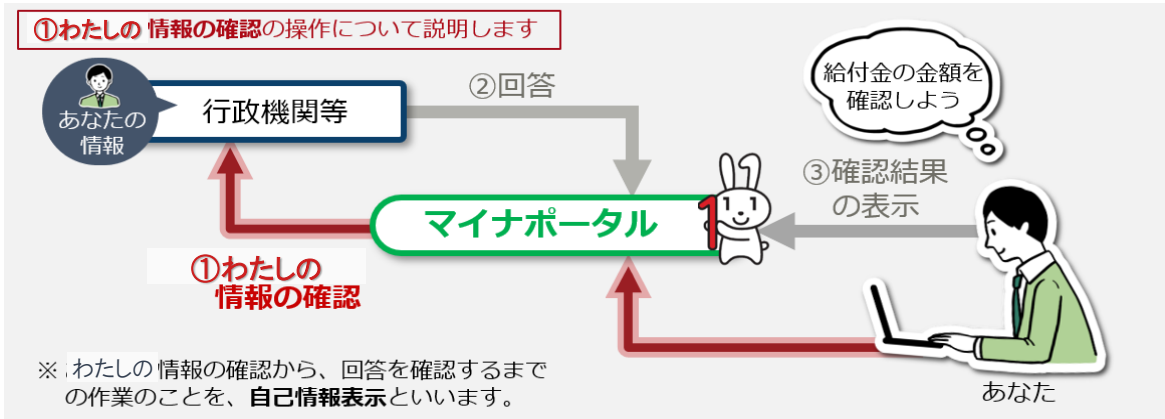 ①わたしの 情報の確認の操作について説明します
あなたの
情報
行政機関等
②回答
給付金の金額を
確認しよう
マイナポータル
1
③確認結果
の表示
①わたしの
情報の確認
あなた
※ わたしの 情報の確認から、回答を確認するまで
の作業のことを、自己情報表示といいます。